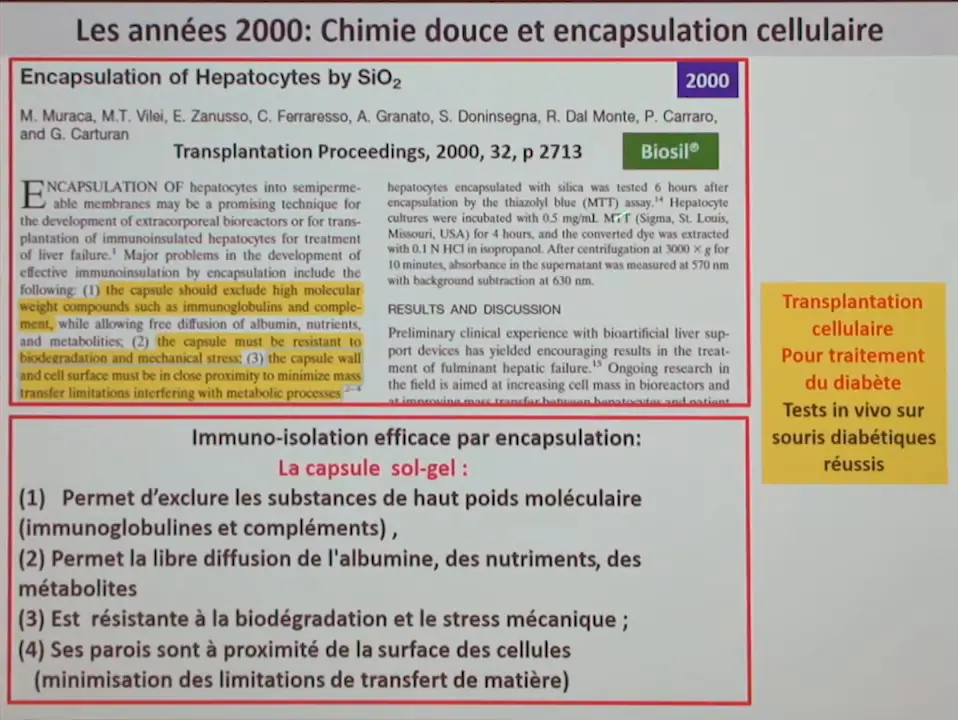 Les années 2000: Chimie douce et encapsulation cellulaire
Encapsulation of Hepatocytes by SiO2
2000
M. Muraca, M.T. Vilei, E. Zanusso, C. Ferraresso, A. Granato, S. Doninsegna, R. Dal Monte, P. Carraro,
and G. Carturan
Transplantation Proceedings, 2000, 32, p 2713
Biosil®
ENCAPSULATION OF hepatocytes into semiperme-
able membranes may be a promising technique for
the development of extracorporeal bioreactors or for trans-
plantation of immunoinsulated hepatocytes for treatment
of liver failure.1 Major problems in the development of
effective immunoinsulation by encapsulation include the
following: (1) the capsule should exclude high molecular
weight compounds such as immunoglobulins and comple-
ment, while allowing free diffusion of albumin, nutrients,
and metabolities; (2) the capsule must be resistant to
biodegradation and mechanical stress; (3) the capsule wall
and cell surface must be in close proximity to minimize mass
transfer limitations interfering with metabolic processes.2–4
hepatocytes encapsulated with silica was tested 6 hours after
encapsulation by the thiazolyl blue (MTT) assay.14 Hepatocyte
cultures were incubated with 0.5 mg/mL MTT (Sigma, St. Louis,
Missouri, USA) for 4 hours, and the converted dye was extracted
with 0.1 N HCl in isopropanol. After centrifugation at 3000 × g for
10 minutes, absorbance in the supernatant was measured at 570 nm
with background subtraction at 630 nm.
RESULTS AND DISCUSSION
Preliminary clinical experience with bioartificial liver sup-
port devices has yielded encouraging results in the treat-
ment of fulminant hepatic failure.15 Ongoing research in
the field is aimed at increasing cell mass in bioreactors and
at improving mass transfer between hepatocytes and patient
Transplantation
cellulaire
Pour traitement
du diabète
Tests in vivo sur
souris diabétiques
réussis
Immuno-isolation efficace par encapsulation:
La capsule sol-gel :
(1) Permet d'exclure les substances de haut poids moléculaire
(immunoglobulines et compléments) ,
(2) Permet la libre diffusion de l'albumine, des nutriments, des
métabolites
(3) Est résistante à la biodégradation et le stress mécanique ;
(4) Ses parois sont à proximité de la surface des cellules
(minimisation des limitations de transfert de matière)